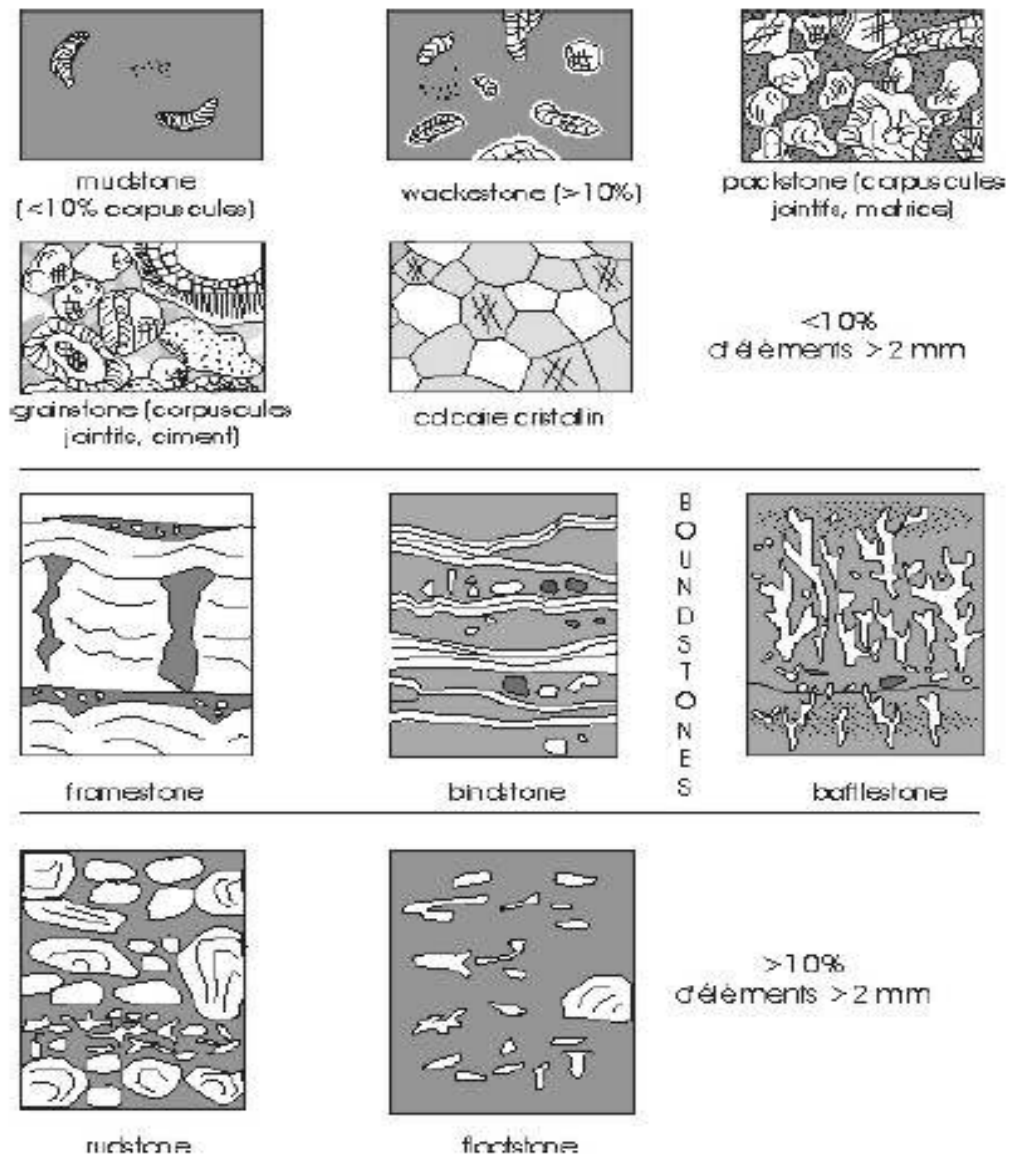 mudstone
(<10% corpuscules)
wackestone (>10%)
packstone (corpuscules
jointifs, matrice)
grainstone (corpuscules
jointifs, ciment)
calcaire cristallin
<10%
d'éléments >2 mm
framestone
bindstone
BOUNDSTONES
bafflestone
rudstone
floatstone
>10%
d'éléments >2 mm